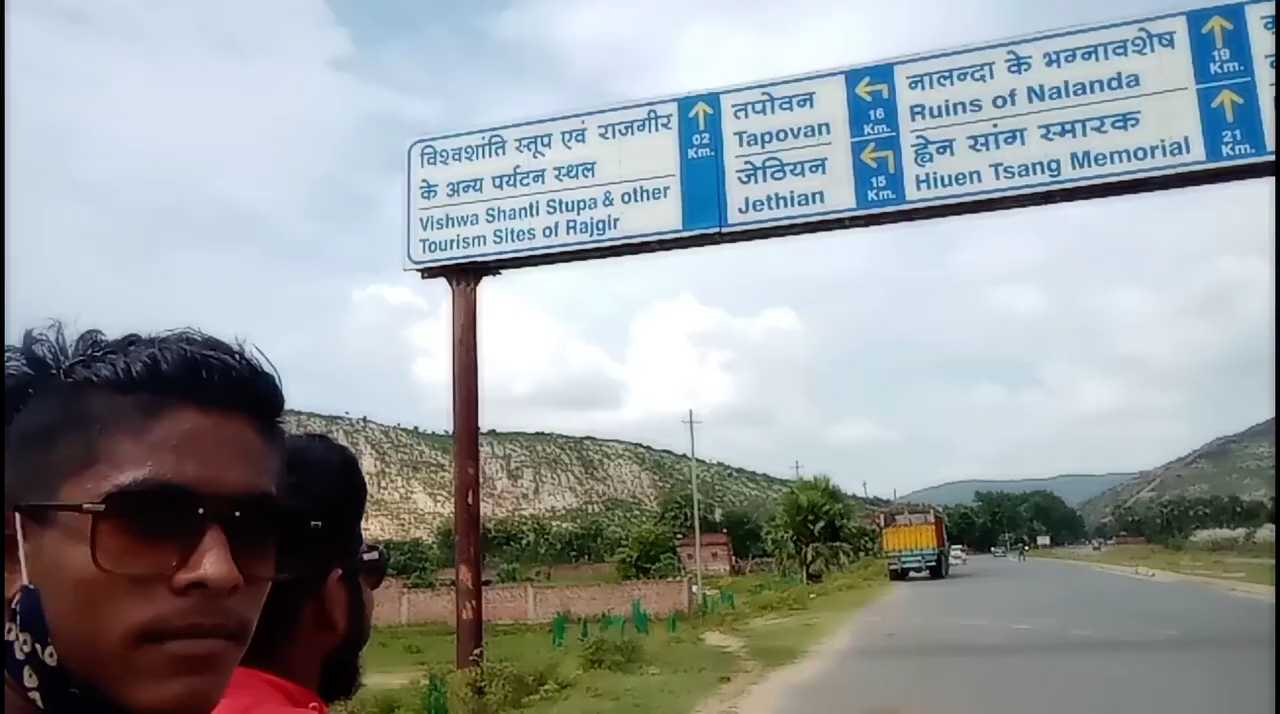 विश्वशांति स्तूप एवं राजगीर
के अन्य पर्यटन स्थल
Vishwa Shanti Stupa & other
Tourism Sites of Rajgir
02
Km.
तपोवन
Tapovan
16
Km.
जेठियन
Jethian
15
Km.
नालन्दा के भग्नावशेष
Ruins of Nalanda
19
Km.
ह्वेन सांग स्मारक
Hiuen Tsang Memorial
21
Km.